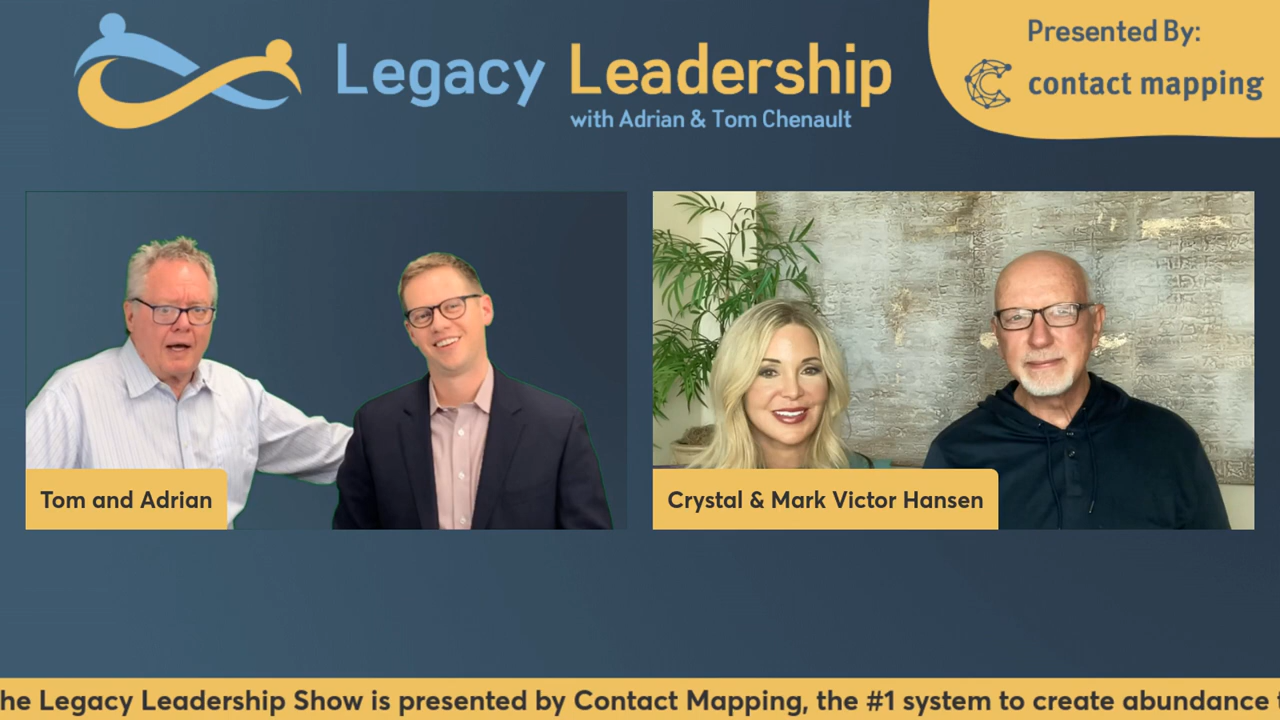 Legacy Leadership
with Adrian & Tom Chenault
Presented By:
contact mapping
Tom and Adrian
Crystal & Mark Victor Hansen
he Legacy Leadership Show is presented by Contact Mapping, the #1 system to create abundance